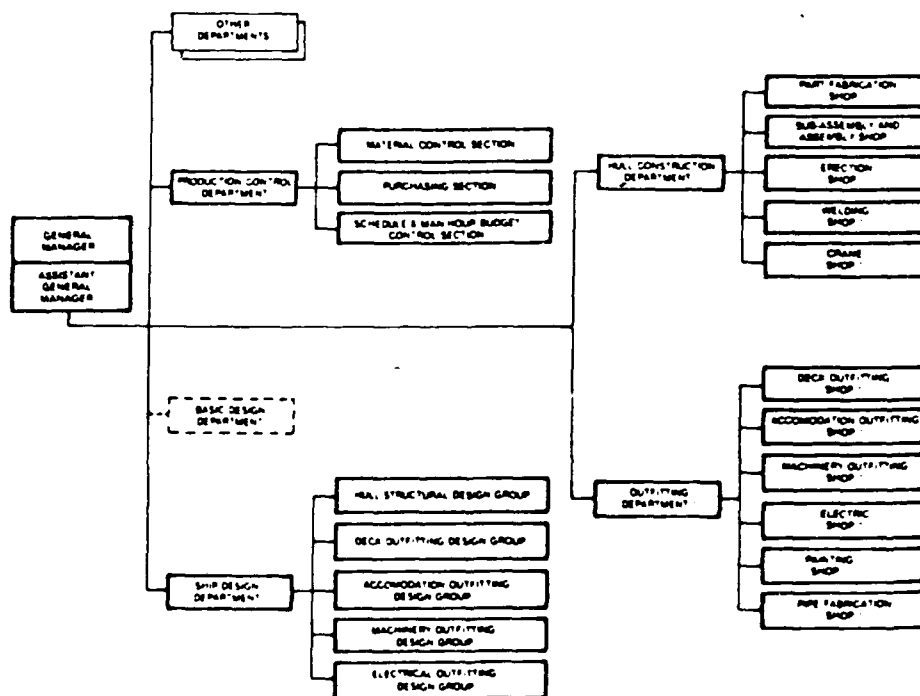 OTHER
DEPARTMENTS
PRODUCTION CONTROL
DEPARTMENT
MATERIAL CONTROL SECTION
PURCHASING SECTION
SCHEDULE & MAN HOUR BUDGET
CONTROL SECTION
GENERAL
MANAGER
ASSISTANT
GENERAL
MANAGER
BASIC DESIGN
DEPARTMENT
SHIP DESIGN
DEPARTMENT
HULL STRUCTURAL DESIGN GROUP
DECK OUTFITTING DESIGN GROUP
ACCOMODATION OUTFITTING
DESIGN GROUP
MACHINERY OUTFITTING
DESIGN GROUP
ELECTRICAL OUTFITTING
DESIGN GROUP
HULL CONSTRUCTION
DEPARTMENT
PART FABRICATION
SHOP
SUB-ASSEMBLY AND
ASSEMBLY SHOP
ERECTION
SHOP
WELDING
SHOP
CRANE
SHOP
OUTFITTING
DEPARTMENT
DECK OUTFITTING
SHOP
ACCOMODATION OUTFITTING
SHOP
MACHINERY OUTFITTING
SHOP
ELECTRIC
SHOP
PAINTING
SHOP
PIPE FABRICATION
SHOP